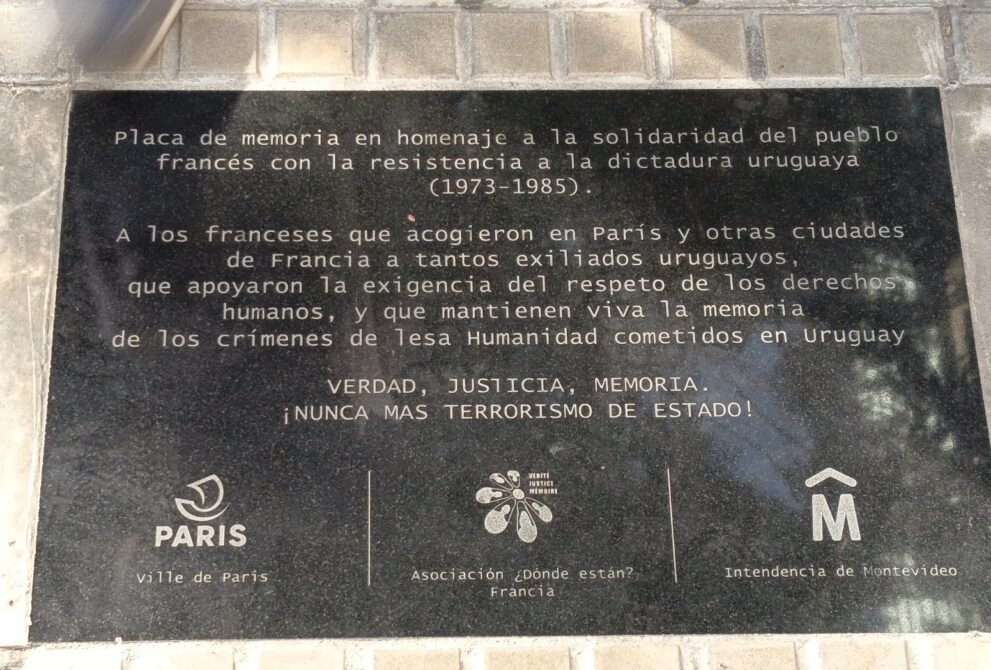 Placa de memoria en homenaje a la solidaridad del pueblo
francés con la resistencia a la dictadura uruguaya
(1973-1985).
A los franceses que acogieron en París y otras ciudades
de Francia a tantos exiliados uruguayos,
que apoyaron la exigencia del respeto de los derechos
humanos, y que mantienen viva la memoria
de los crímenes de lesa Humanidad cometidos en Uruguay
VERDAD, JUSTICIA, MEMORIA.
¡NUNCA MAS TERRORISMO DE ESTADO!
PARIS
Ville de Paris
VERITÉ
JUSTICE
MÉMOIRE
Asociación ¿Dónde están?
Francia
M
Intendencia de Montevideo